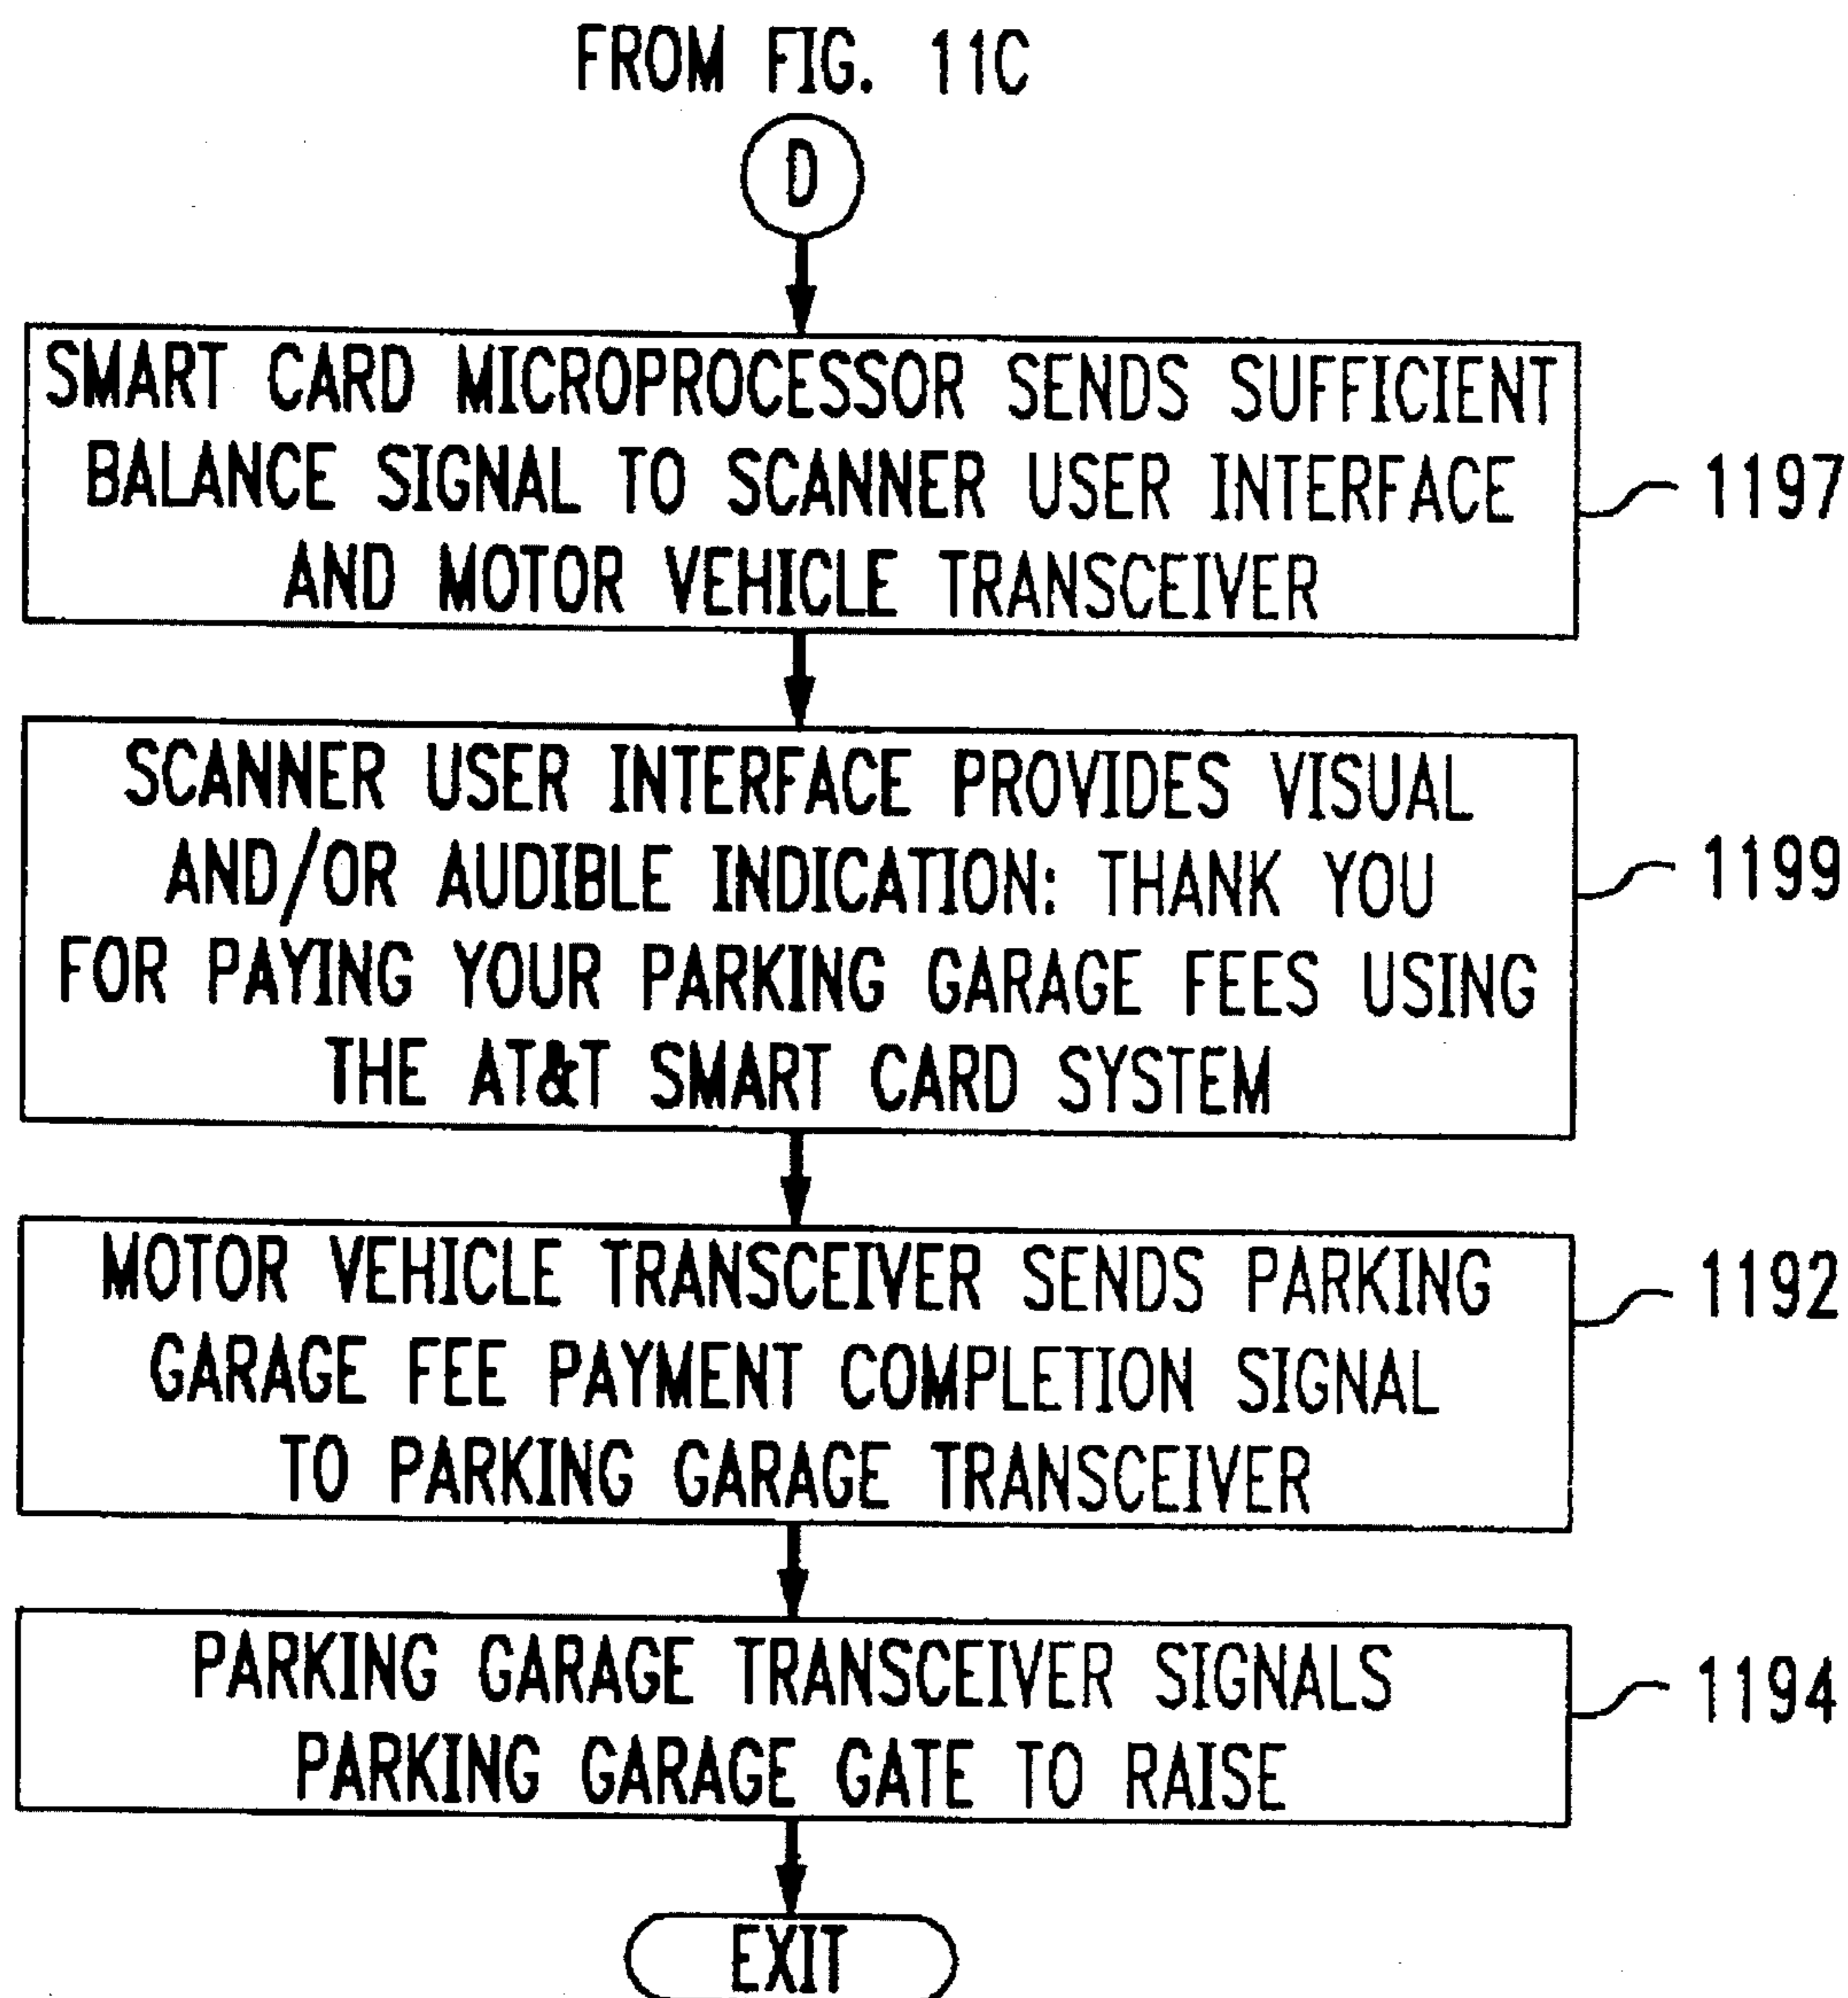 FROM FIG. 11C
D
SMART CARD MICROPROCESSOR SENDS SUFFICIENT
BALANCE SIGNAL TO SCANNER USER INTERFACE
AND MOTOR VEHICLE TRANSCEIVER
1197
SCANNER USER INTERFACE PROVIDES VISUAL
AND/OR AUDIBLE INDICATION: THANK YOU
FOR PAYING YOUR PARKING GARAGE FEES USING
THE AT&T SMART CARD SYSTEM
1199
MOTOR VEHICLE TRANSCEIVER SENDS PARKING
GARAGE FEE PAYMENT COMPLETION SIGNAL
TO PARKING GARAGE TRANSCEIVER
1192
PARKING GARAGE TRANSCEIVER SIGNALS
PARKING GARAGE GATE TO RAISE
1194
EXIT